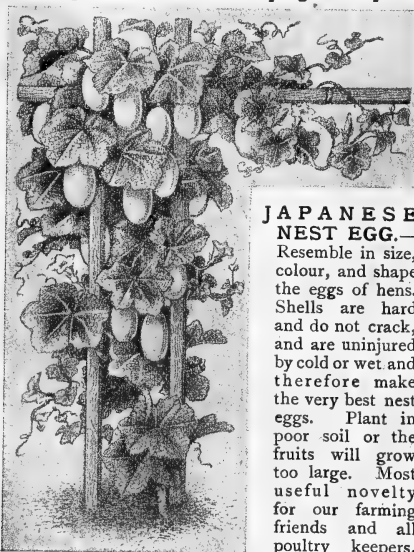 JAPANESE
NEST EGG.—
Resemble in size,
colour, and shape
the eggs of hens.
Shells are hard
and do not crack,
and are uninjured
by cold or wet and
therefore make
the very best nest
eggs. Plant in
poor soil or the
fruits will grow
too large. Most
useful novelty
for our farming
friends and all
poultry keepers.